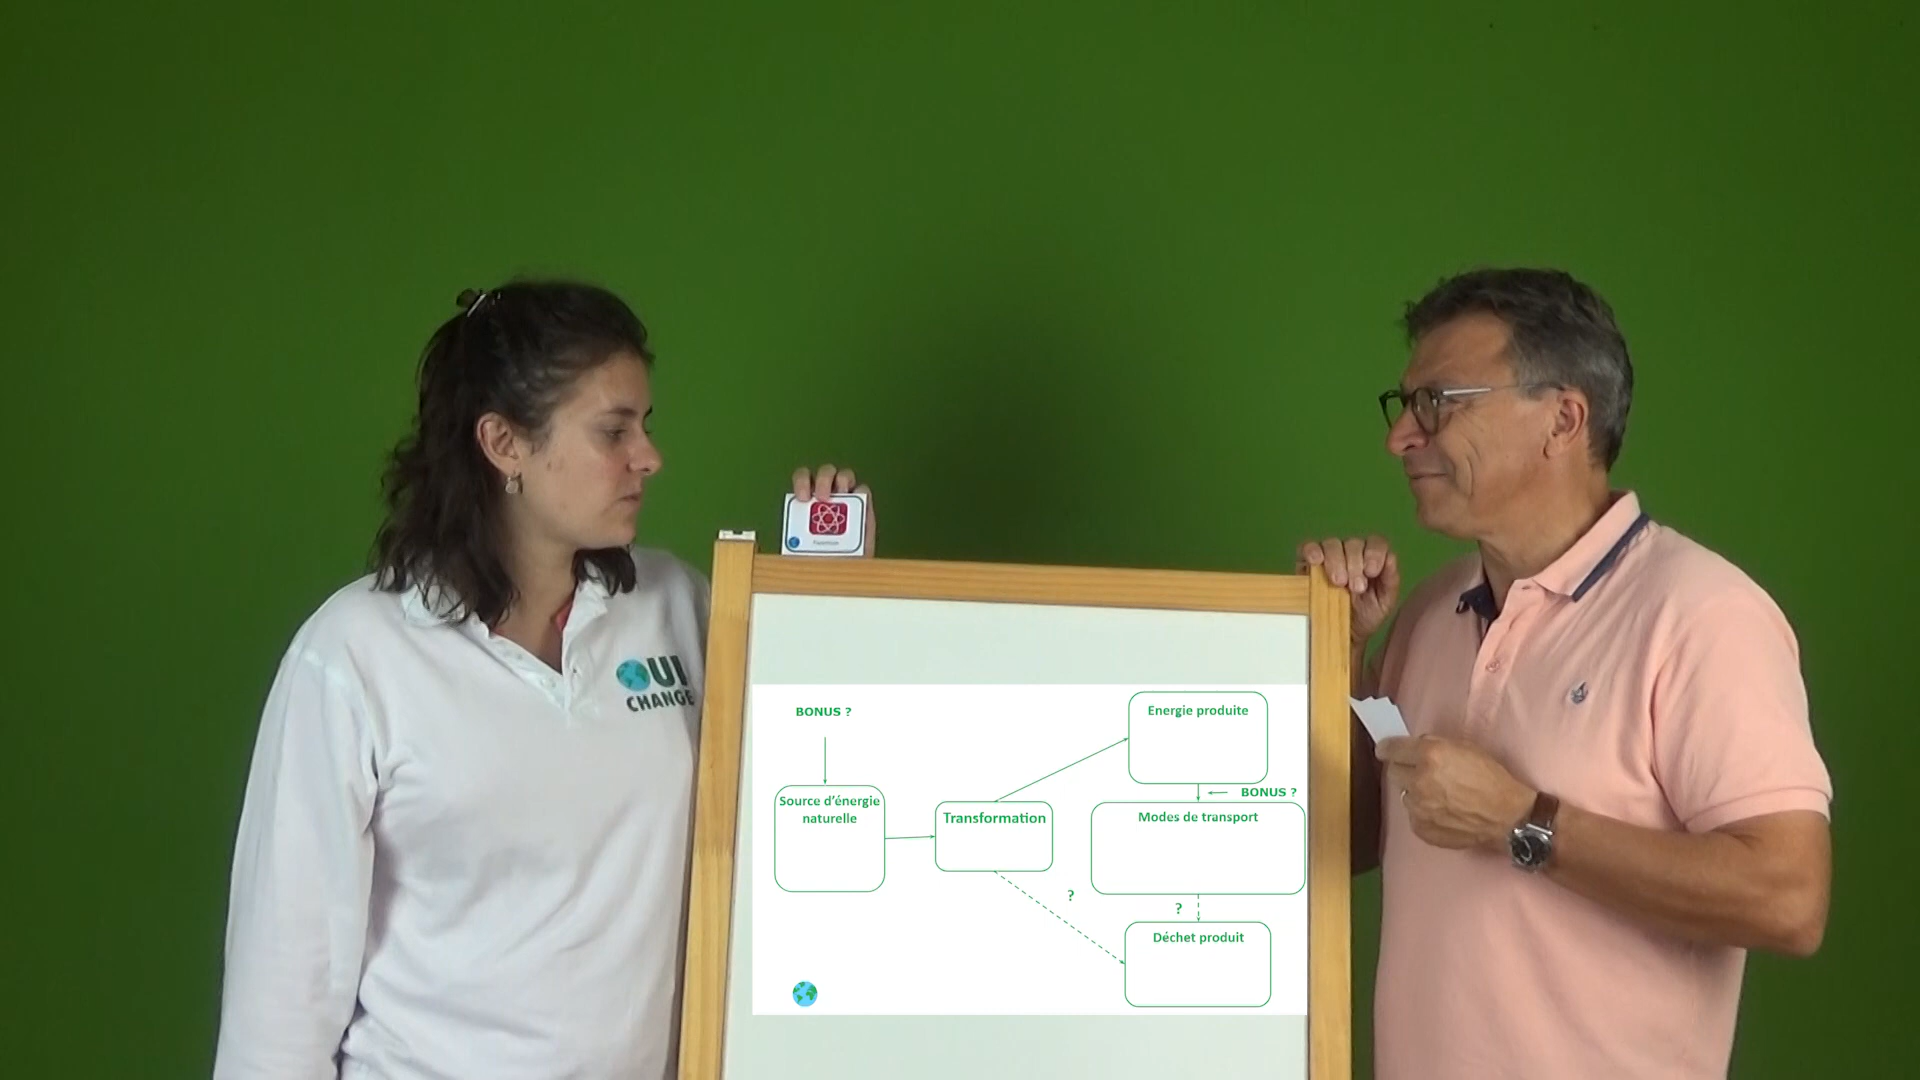 OUI
CHANGE
BONUS ?
Energie produite
BONUS ?
Source d'énergie
naturelle
Transformation
Modes de transport
?
?
Déchet produit